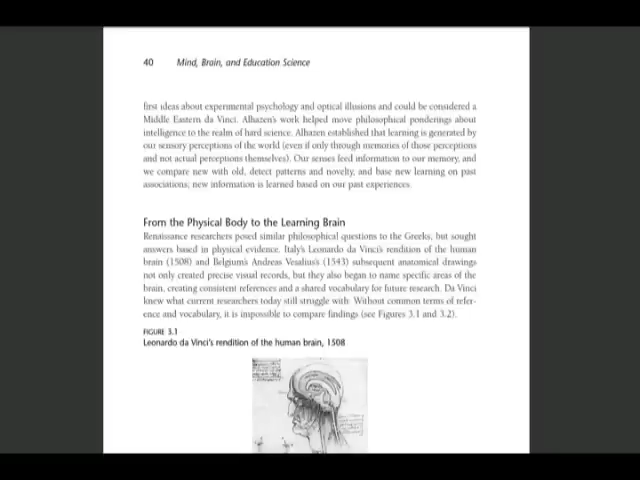 40 Mind, Brain, and Education Science
first ideas about experimental psychology and optical illusions and could be considered a
Middle Eastern da Vinci. Alhazen's work helped move philosophical ponderings about
intelligence to the realm of hard science. Alhazen established that learning is generated by
our sensory perceptions of the world (even if only through memories of those perceptions
and not actual perceptions themselves). Our senses feed information to our memory, and
we compare new with old, detect patterns and novelty, and base new learning on past
associations; new information is learned based on our past experiences.
From the Physical Body to the Learning Brain
Renaissance researchers posed similar philosophical questions to the Greeks, but sought
answers based in physical evidence. Italy's Leonardo da Vinci's rendition of the human
brain (1508) and Belgium's Andreas Vesalius's (1543) subsequent anatomical drawings
not only created precise visual records, but they also began to name specific areas of the
brain, creating consistent references and a shared vocabulary for future research. Da Vinci
knew what current researchers today still struggle with: Without common terms of refer-
ence and vocabulary, it is impossible to compare findings (see Figures 3.1 and 3.2).
FIGURE 3.1
Leonardo da Vinci's rendition of the human brain, 1508